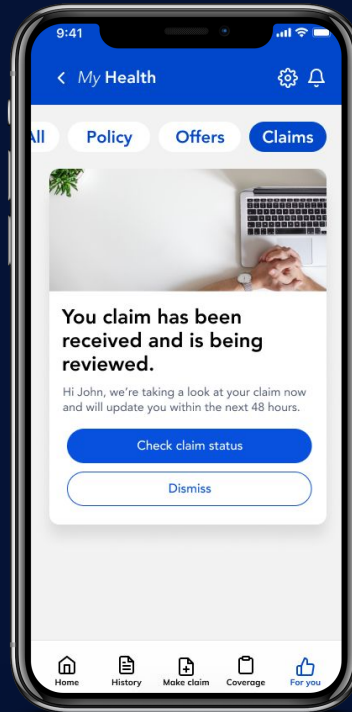 9:41
My Health
All Policy Offers Claims
You claim has been
received and is being
reviewed.
Hi John, we're taking a look at your claim now
and will update you within the next 48 hours.
Check claim status
Dismiss
Home History Make claim Coverage For you